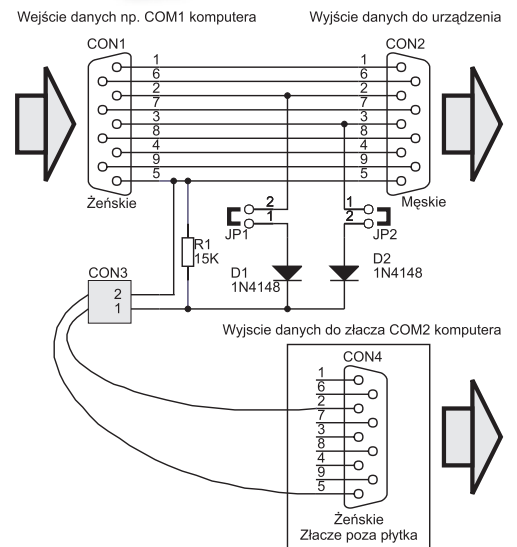 Wejście danych np. COM1 komputera
Wyjście danych do urządzenia
CON1
CON2
1 1
6 6
2 2
7 7
3 3
8 8
4 4
9 9
5 5
Żeńskie
Męskie
2
1
JP1
1
2
JP2
R1
15K
D1
1N4148
D2
1N4148
CON3
2
1
Wyjscie danych do złacza COM2 komputera
CON4
1
6
2
7
3
8
4
9
5
Żeńskie
Złacze poza płytka